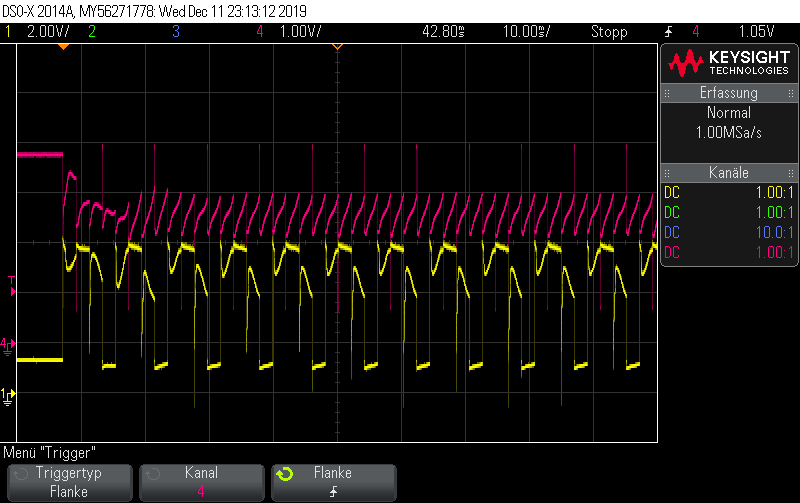 DSO-X 2014A, MY56271778: Wed Dec 11 23:13:12 2019
1 2.00V/ 2 3 4 1.00V/ 42.80ms 10.00ms/ Stopp 4 1.05V
KEYSIGHT
TECHNOLOGIES
Erfassung
Normal
1.00MSa/s
Kanäle
DC 1.00:1
DC 1.00:1
DC 10.0:1
DC 1.00:1
T
4
1
Menü "Trigger"
Triggertyp
Flanke
Kanal
4
Flanke